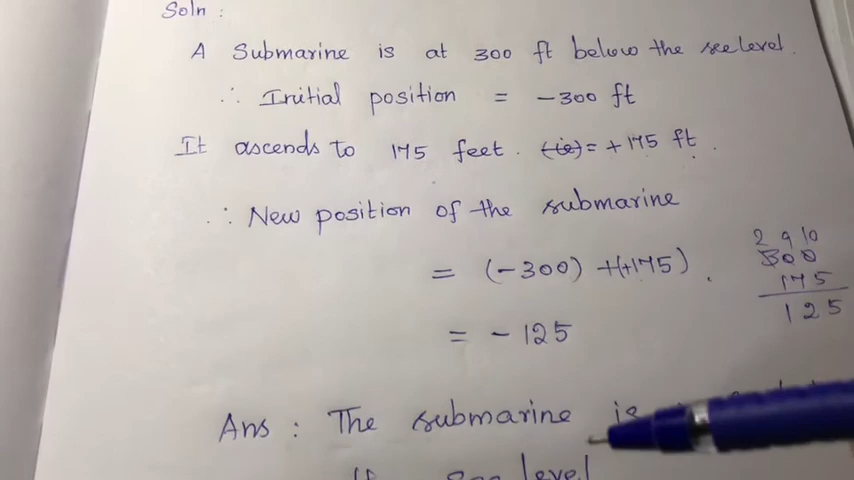 Soln :
A Submarine is at 300 ft below the seelevel.
∴ Initial position = -300 ft
It ascends to 175 feet. (ie) = +175 ft.
∴ New position of the submarine
= (-300) + (+175).
= -125
2 9 10
300
175
125
Ans : The submarine is
level